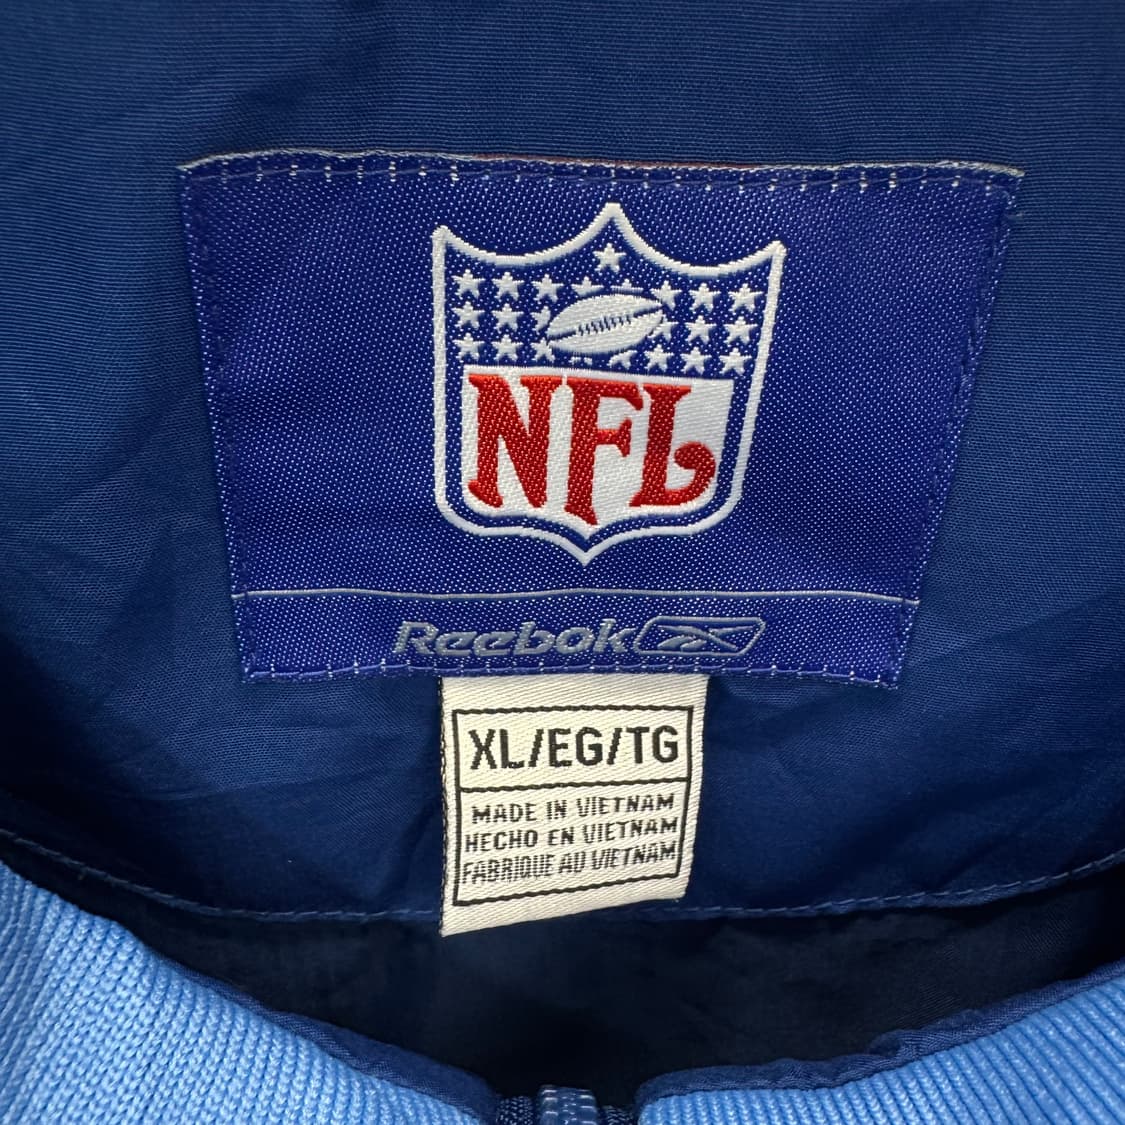 NFL
Reebok
XL/EG/TG
MADE IN VIETNAM
HECHO EN VIETNAM
FABRIQUE AU VIETNAM